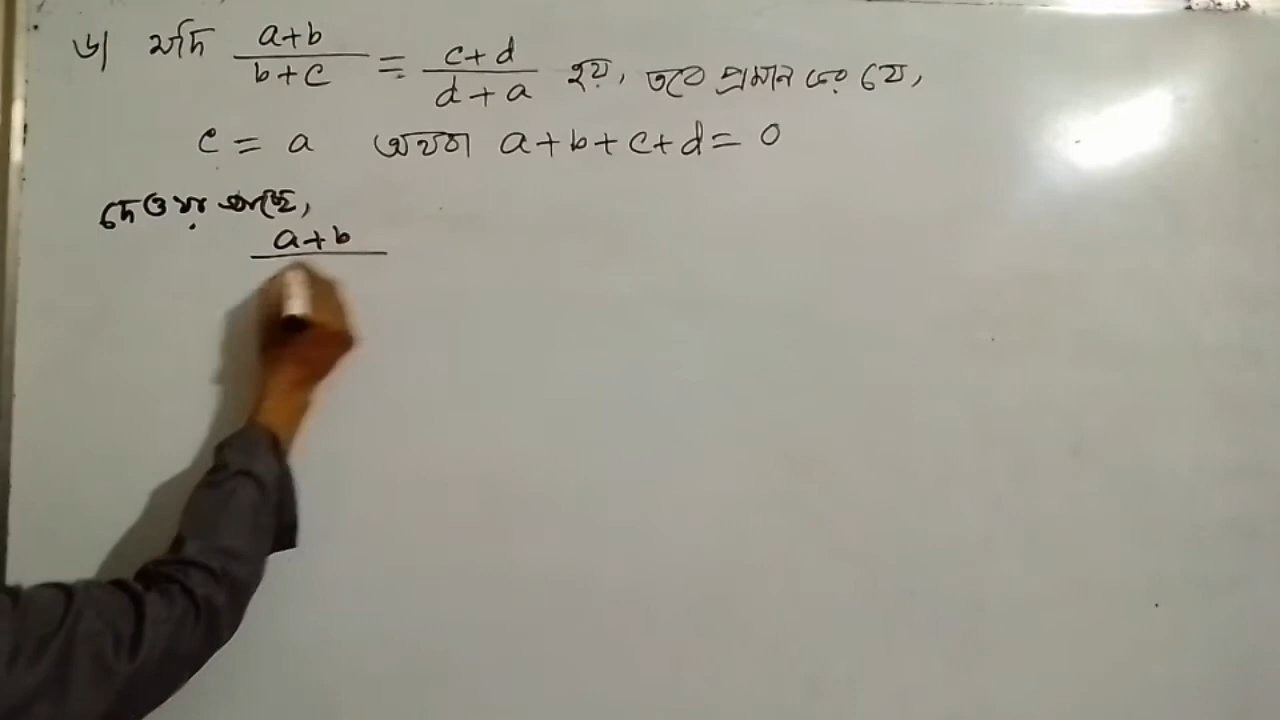 ৬। যদি a+b/b+c = c+d/d+a হয়, তবে প্রমান কর যে,
c = a অথবা a+b+c+d = 0
দেওয়া আছে,
a+b